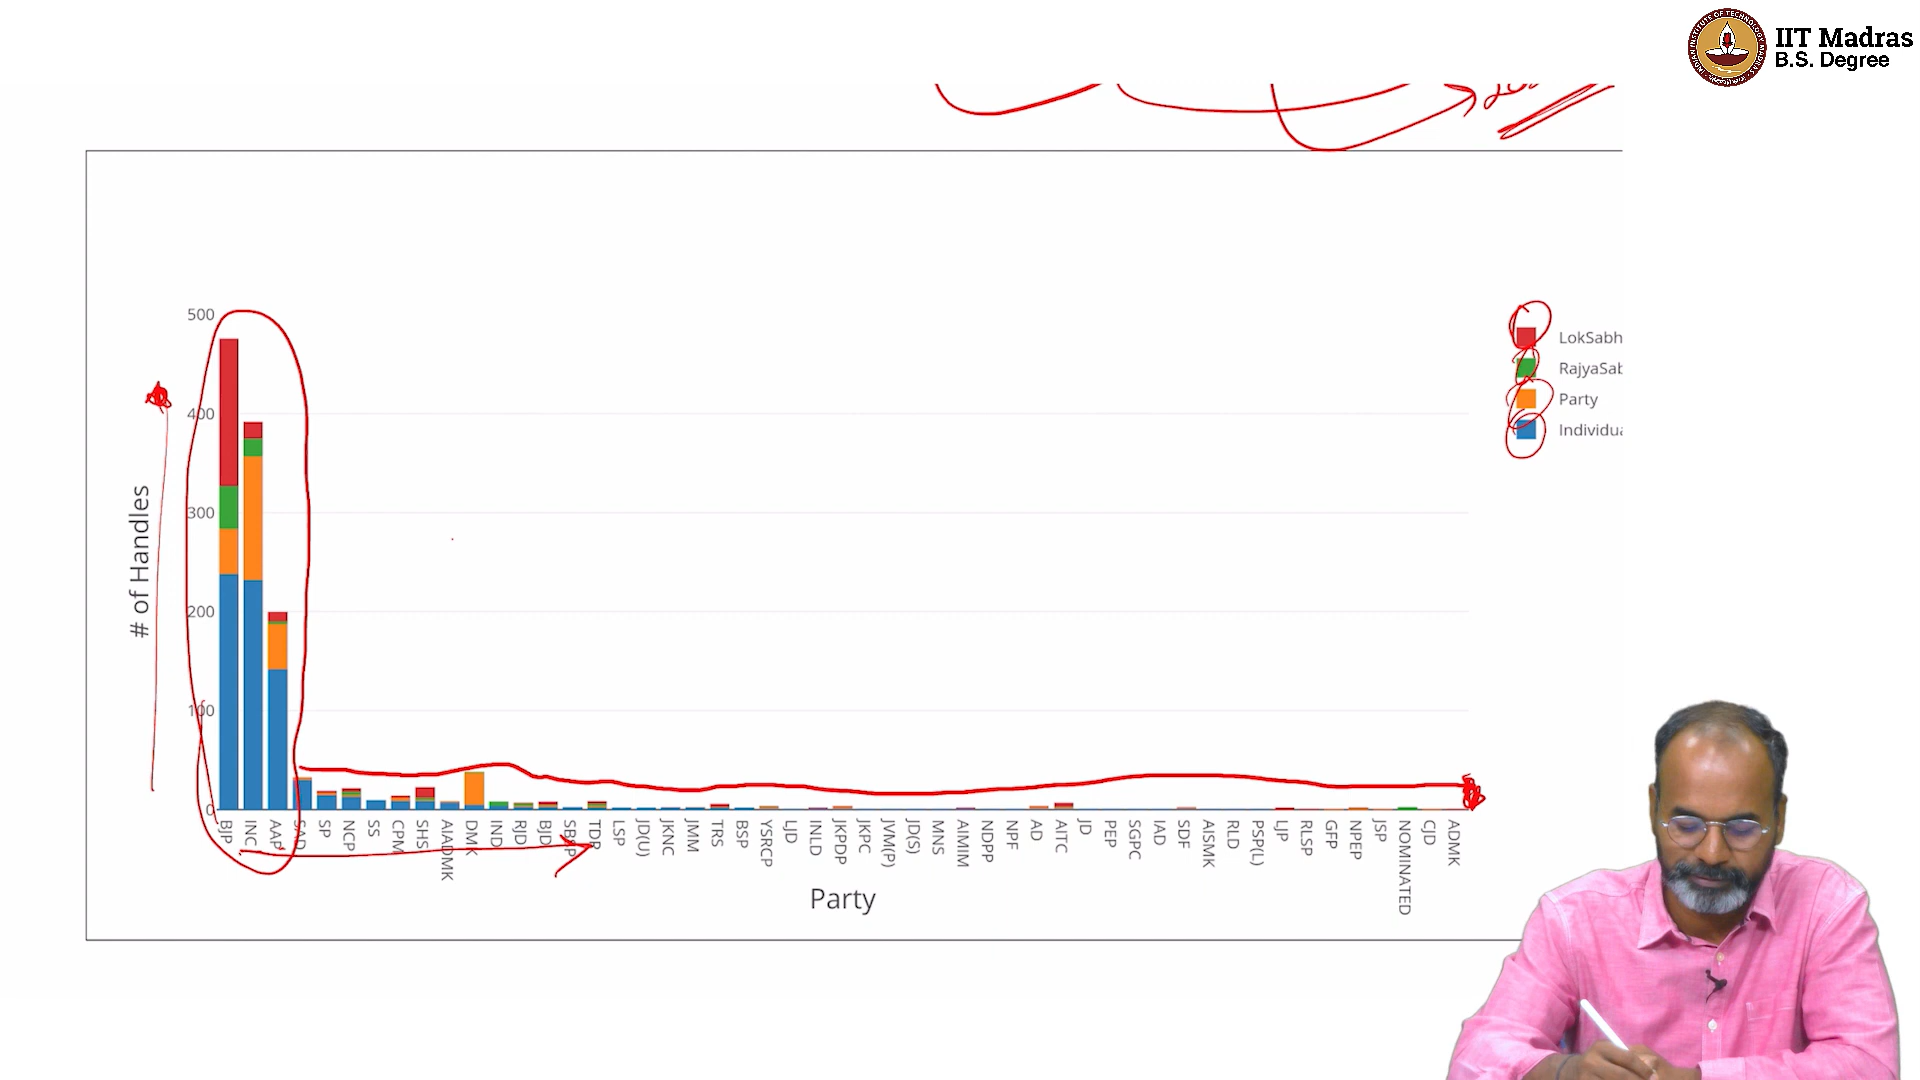 IIT Madras
B.S. Degree
500
400
300
200
100
0
# of Handles
LokSabh
RajyaSab
Party
Individua
BJP
INC
AAP
SAD
SP
NCP
SS
CPM
SHS
AIADMK
DMK
IND
RJD
BJD
SBSP
TDP
LSP
JD(U)
JKNC
JMM
TRS
BSP
YSRCP
LJD
INLD
JKPDP
JKPC
JVM(P)
JD(S)
MNS
AIMIM
NDPP
NPF
AD
AITC
JD
PEP
SGPC
IAD
SDF
AISMK
RLD
PSP(L)
LJP
RLSP
GFP
NPEP
JSP
NOMINATED
CJD
ADMK
Party